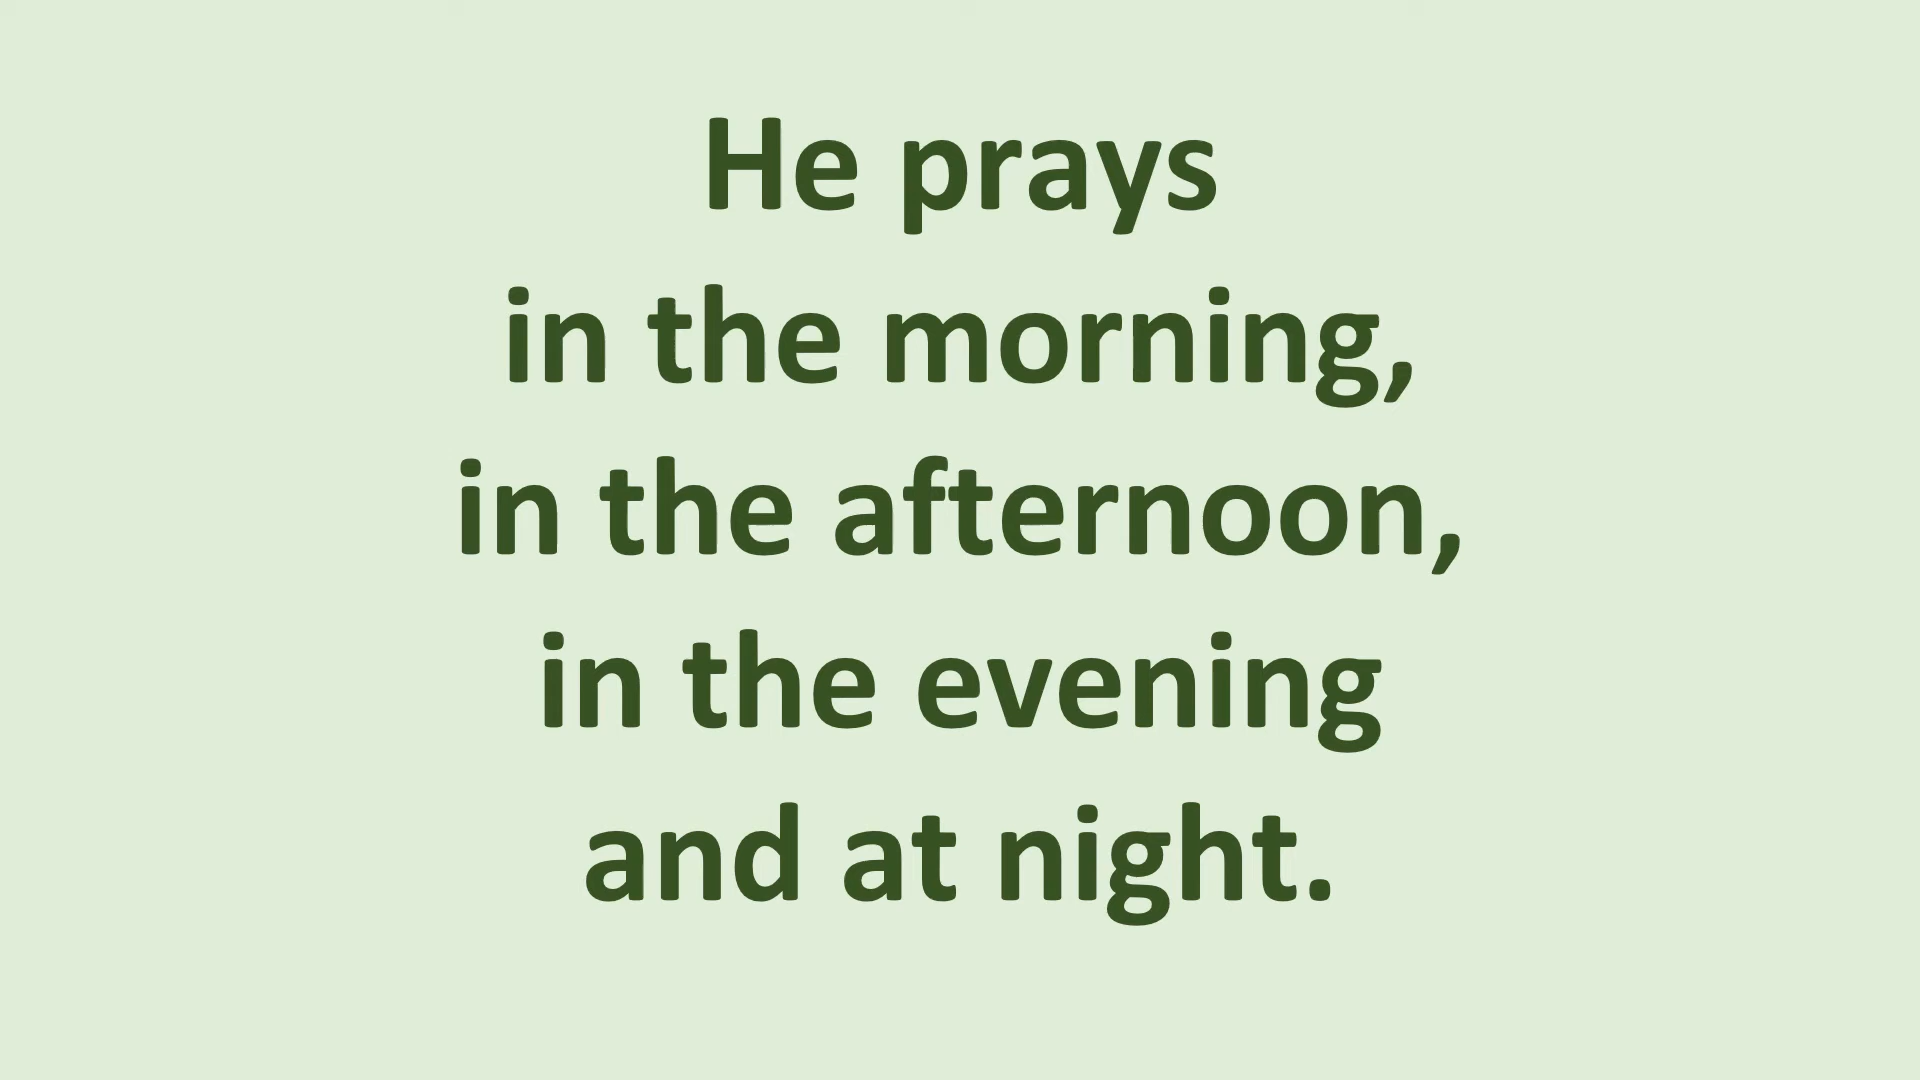 He prays
in the morning,
in the afternoon,
in the evening
and at night.